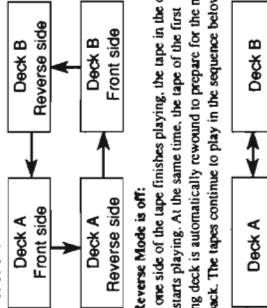 Deck A
Front side
Deck B
Reverse side
Deck A
Reverse side
Deck B
Front side
Reverse Mode is off:
one side of the tape finishes playing, the tape in the
starts playing. At the same time, the tape of the first
deck is automatically rewound to prepare for the
The tapes continue to play in the sequence below
Deck A
Deck B